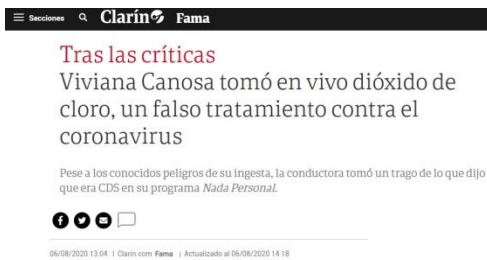 Secciones Clarín Fama
Tras las críticas
Viviana Canosa tomó en vivo dióxido de
cloro, un falso tratamiento contra el
coronavirus
Pese a los conocidos peligros de su ingesta, la conductora tomó un trago de lo que dijo
que era CDS en su programa Nada Personal.
06/08/2020 13:04 | Clarín.com Fama | Actualizado al 06/08/2020 14:18